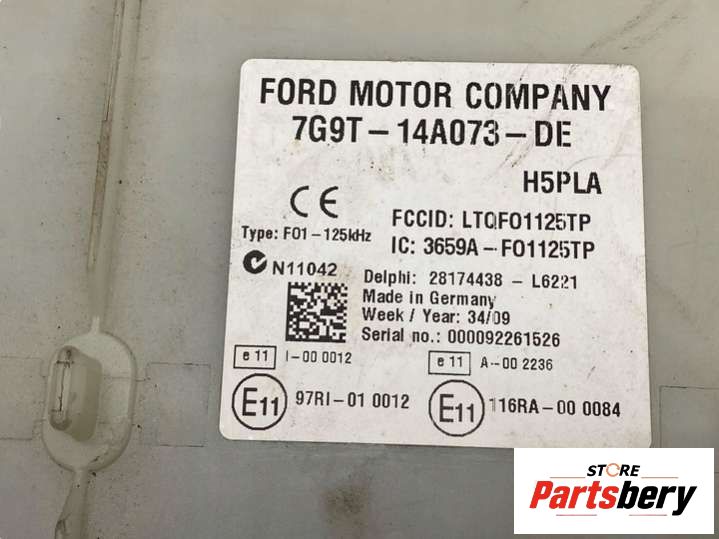 FORD MOTOR COMPANY
7G9T-14A073-DE
H5PLA
CE
FCCID: LTQFO1125TP
Type: FO1-125kHz
IC: 3659A-FO1125TP
N11042
Delphi: 28174438 - L6221
Made in Germany
Week / Year: 34/09
Serial no.: 000092261526
e 11 I-00 0012
e 11 A-00 2236
E11 97RI-01 0012
E11 116RA-00 0084
STORE
Partsbery